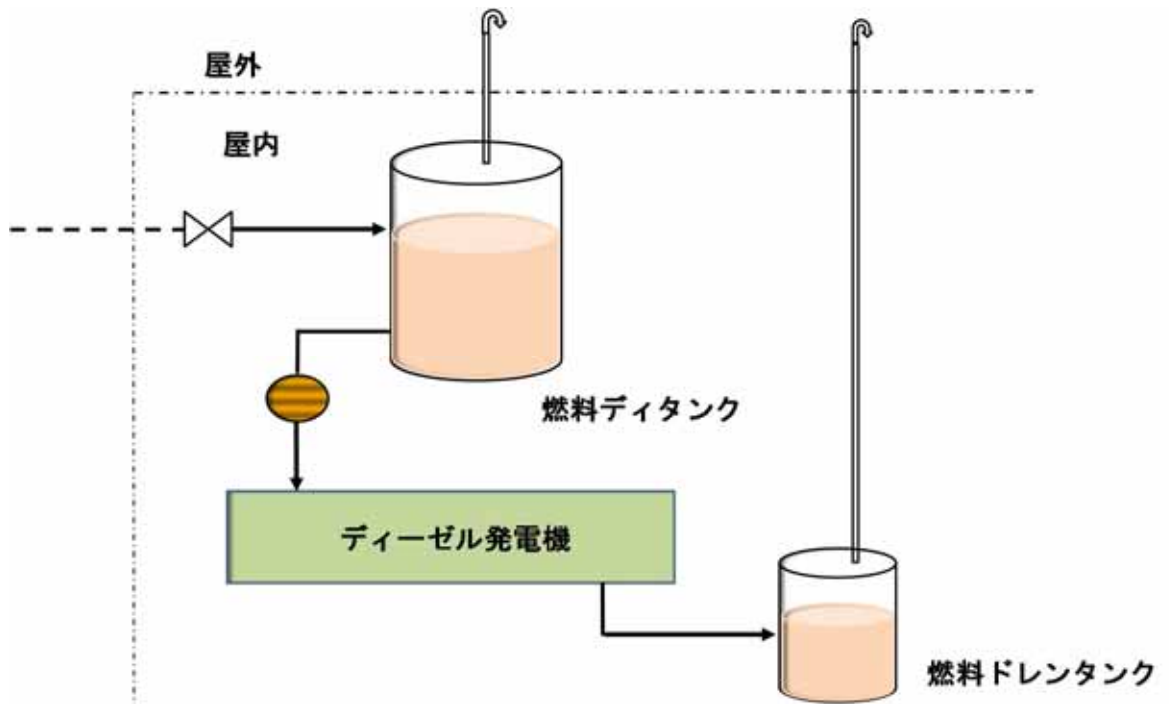 屋外
屋内
燃料ディタンク
ディーゼル発電機
燃料ドレンタンク